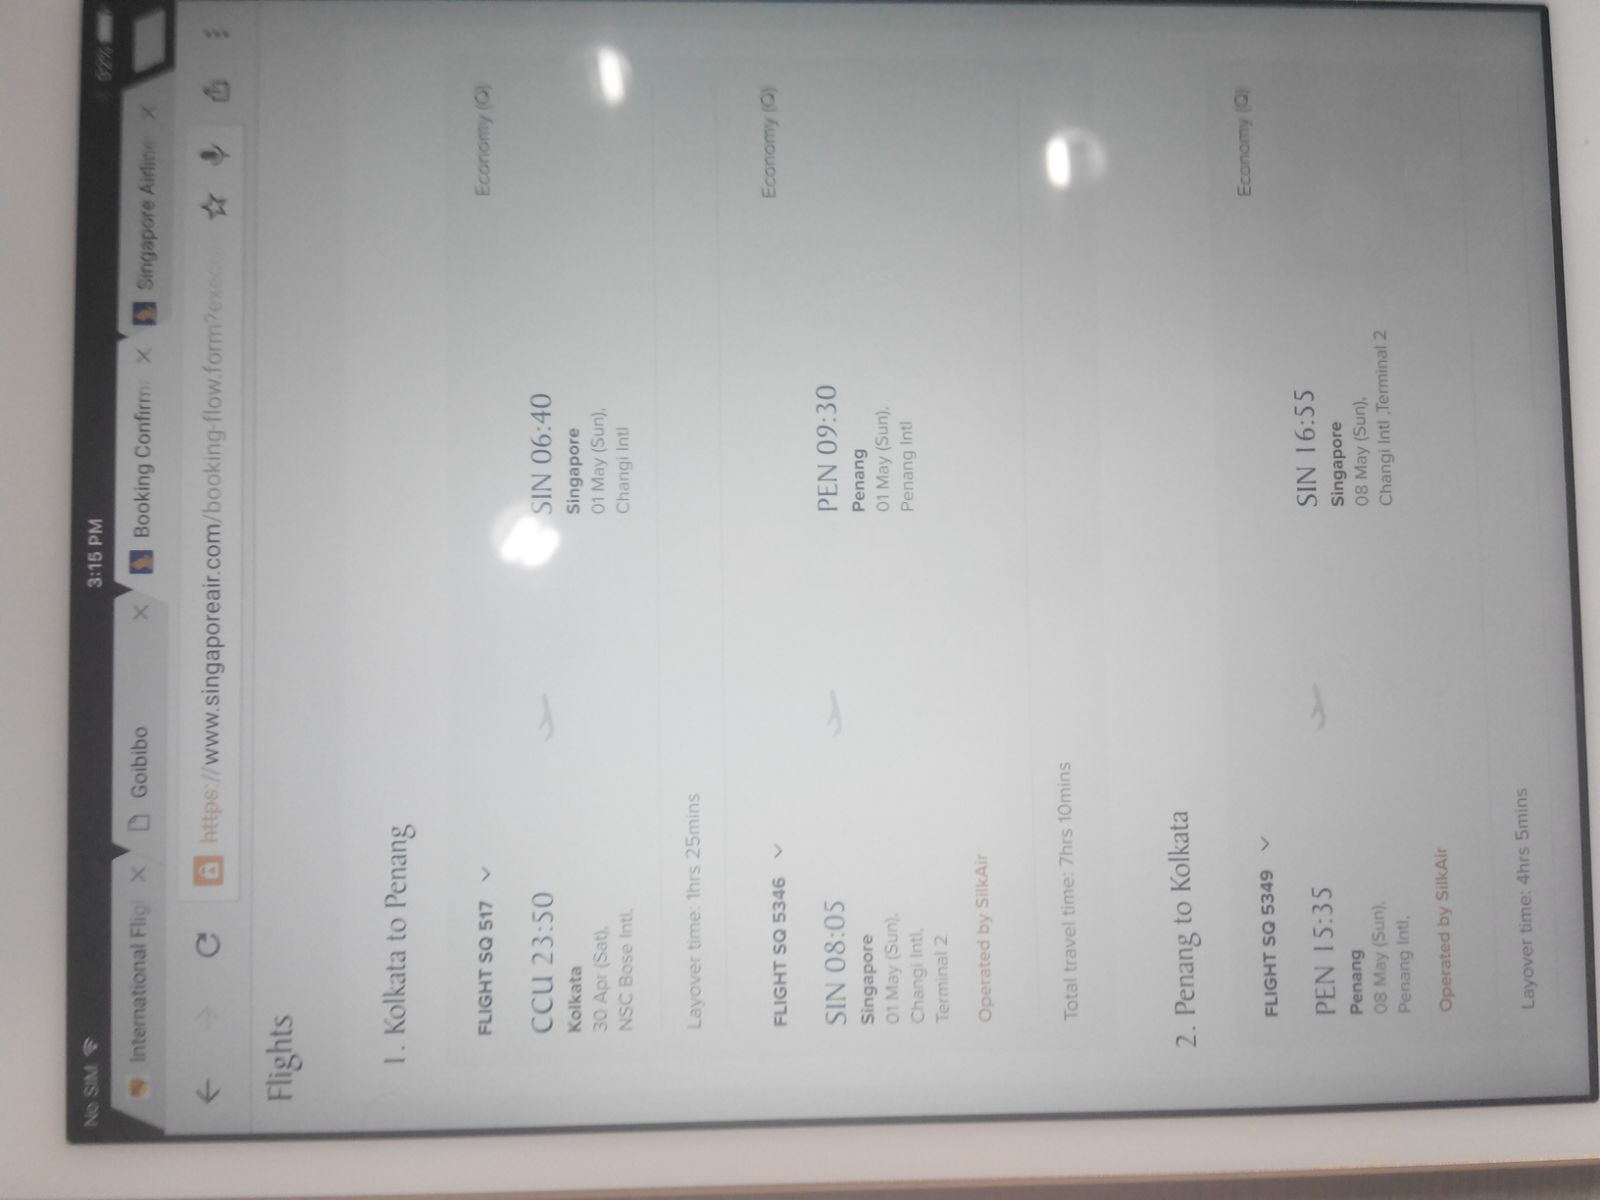 No SIM 3:15 PM 92%
International Flig
Goibibo
Booking Confirm
Singapore Airline
https://www.singaporeair.com/booking-flow.form?execu
Flights
1. Kolkata to Penang
FLIGHT SQ 517 Economy (Q)
CCU 23:50
Kolkata
30 Apr (Sat),
NSC Bose Intl,
SIN 06:40
Singapore
01 May (Sun),
Changi Intl
Layover time: 1hrs 25mins
FLIGHT SQ 5346 Economy (Q)
SIN 08:05
Singapore
01 May (Sun),
Changi Intl,
Terminal 2
PEN 09:30
Penang
01 May (Sun),
Penang Intl
Operated by SilkAir
Total travel time: 7hrs 10mins
2. Penang to Kolkata
FLIGHT SQ 5349 Economy (Q)
PEN 15:35
Penang
08 May (Sun),
Penang Intl,
SIN 16:55
Singapore
08 May (Sun),
Changi Intl ,Terminal 2
Operated by SilkAir
Layover time: 4hrs 5mins